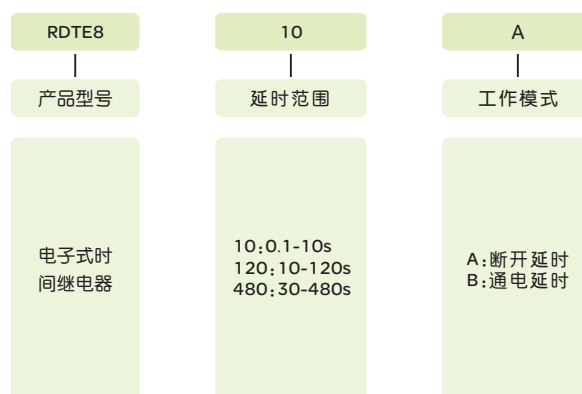 RDTE8
10
A
产品型号
延时范围
工作模式
电子式时
间继电器
10:0.1-10s
120:10-120s
480:30-480s
A:断开延时
B:通电延时